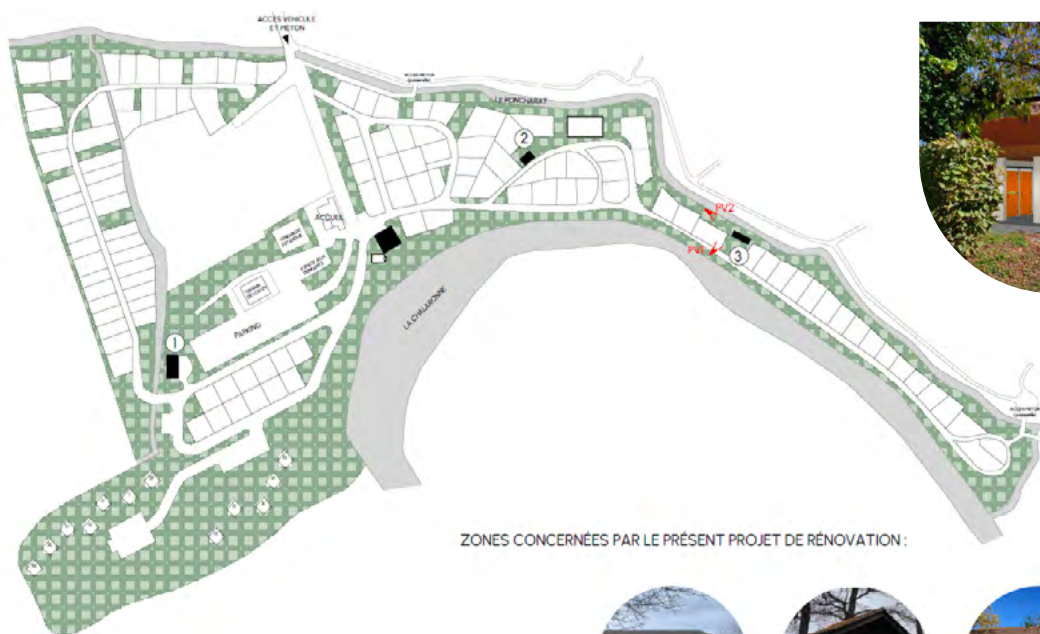 ACCÈS VÉHICULE
ET PIÉTON
LE PONCHARAT
2
PV2
ACCUEIL
PV1
3
LA CHALARONNE
PARKING
1
ZONES CONCERNÉES PAR LE PRÉSENT PROJET DE RÉNOVATION :